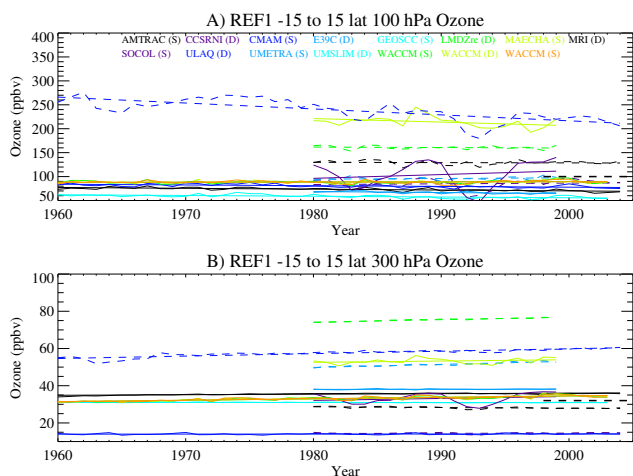 A) REF1 -15 to 15 lat 100 hPa Ozone
AMTRAC (S) CCSRNI (D) CMAM (S) E39C (D) GEOSCC (S) LMDZre (D) MAECHA (S) MRI (D)
SOCOL (S) ULAQ (D) UMETRA (S) UMSLIM (D) WACCM (S) WACCM (D) WACCM (S)
Ozone (ppbv)
400
350
300
250
200
150
100
50
1960 1970 1980 1990 2000
Year
B) REF1 -15 to 15 lat 300 hPa Ozone
Ozone (ppbv)
100
80
60
40
20
1960 1970 1980 1990 2000
Year